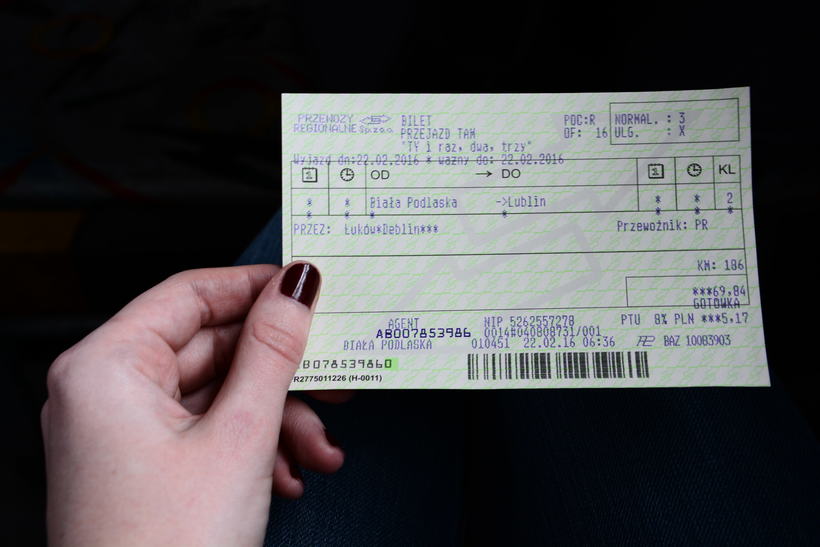 PRZEWOZY REGIONALNE Sp.z o.o.
BILET
PRZEJAZD TAM
"TY i raz, dwa, trzy"
POC:R
OF: 16
NORMAL. : 3
ULG. : X
Wyjazd dn:22.02.2016 * ważny do: 22.02.2016
OD → DO KL
* * Biała Podlaska ->Lublin * * 2
* * * * * * *
PRZEZ: Łuków*Dęblin*** Przewoźnik: PR
KM: 186
***69,84
GOTÓWKA
AGENT NIP 5262557278 PTU 8% PLN ***5,17
AB007853986 0014#040808731/001
BIAŁA PODLASKA 010451 22.02.16 06:36 BAZ 100B3903
B078539860
R2775011226 (H-0011)